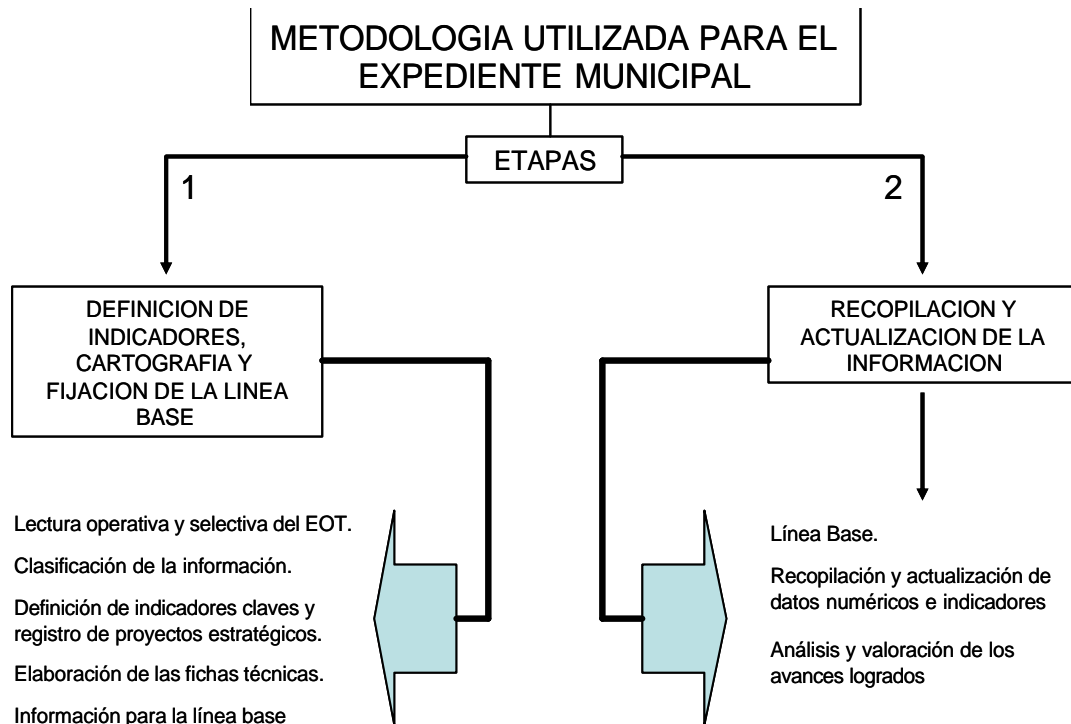 METODOLOGIA UTILIZADA PARA EL
EXPEDIENTE MUNICIPAL
ETAPAS
1
2
DEFINICION DE
INDICADORES,
CARTOGRAFIA Y
FIJACION DE LA LINEA
BASE
RECOPILACION Y
ACTUALIZACION DE LA
INFORMACION
Lectura operativa y selectiva del EOT.
Clasificación de la información.
Definición de indicadores claves y
registro de proyectos estratégicos.
Elaboración de las fichas técnicas.
Información para la línea base
Línea Base.
Recopilación y actualización de
datos numéricos e indicadores
Análisis y valoración de los
avances logrados